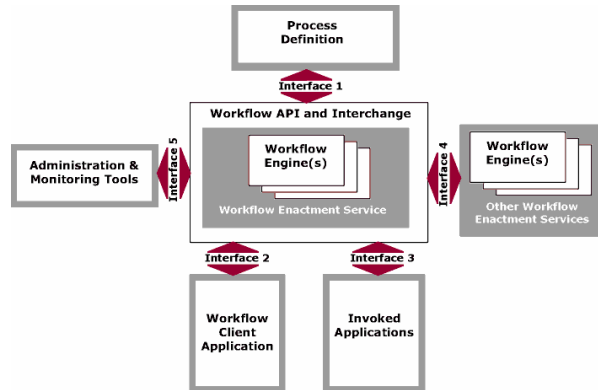 Process
Definition
Interface 1
Workflow API and Interchange
Workflow
Engine(s)
Workflow Enactment Service
Interface 5
Administration &
Monitoring Tools
Interface 4
Workflow
Engine(s)
Other Workflow
Enactment Services
Interface 2
Interface 3
Workflow
Client
Application
Invoked
Applications